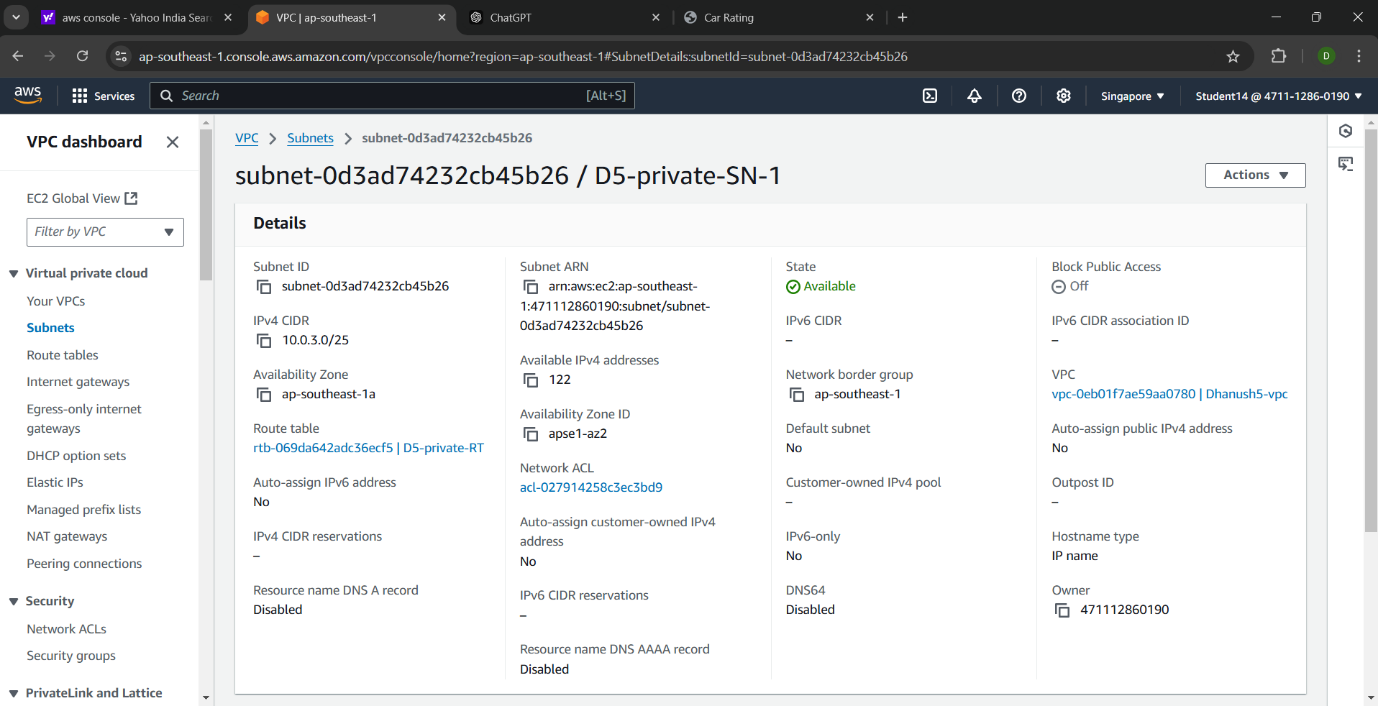 aws console - Yahoo India Sear
VPC | ap-southeast-1
ChatGPT
Car Rating
ap-southeast-1.console.aws.amazon.com/vpcconsole/home?region=ap-southeast-1#SubnetDetails:subnetId=subnet-0d3ad74232cb45b26
D
aws
Services
Search
[Alt+S]
Singapore
Student14 @ 4711-1286-0190
VPC dashboard
EC2 Global View
Filter by VPC
Virtual private cloud
Your VPCs
Subnets
Route tables
Internet gateways
Egress-only internet
gateways
DHCP option sets
Elastic IPs
Managed prefix lists
NAT gateways
Peering connections
Security
Network ACLs
Security groups
PrivateLink and Lattice
VPC
Subnets
subnet-0d3ad74232cb45b26
subnet-0d3ad74232cb45b26 / D5-private-SN-1
Actions
Details
Subnet ID
subnet-0d3ad74232cb45b26
IPv4 CIDR
10.0.3.0/25
Availability Zone
ap-southeast-1a
Route table
rtb-069da642adc36ecf5 | D5-private-RT
Auto-assign IPv6 address
No
IPv4 CIDR reservations
–
Resource name DNS A record
Disabled
Subnet ARN
arn:aws:ec2:ap-southeast-
1:471112860190:subnet/subnet-
0d3ad74232cb45b26
Available IPv4 addresses
122
Availability Zone ID
apse1-az2
Network ACL
acl-027914258c3ec3bd9
Auto-assign customer-owned IPv4
address
No
IPv6 CIDR reservations
–
Resource name DNS AAAA record
Disabled
State
Available
IPv6 CIDR
–
Network border group
ap-southeast-1
Default subnet
No
Customer-owned IPv4 pool
–
IPv6-only
No
DNS64
Disabled
Block Public Access
Off
IPv6 CIDR association ID
–
VPC
vpc-0eb01f7ae59aa0780 | Dhanush5-vpc
Auto-assign public IPv4 address
No
Outpost ID
–
Hostname type
IP name
Owner
471112860190